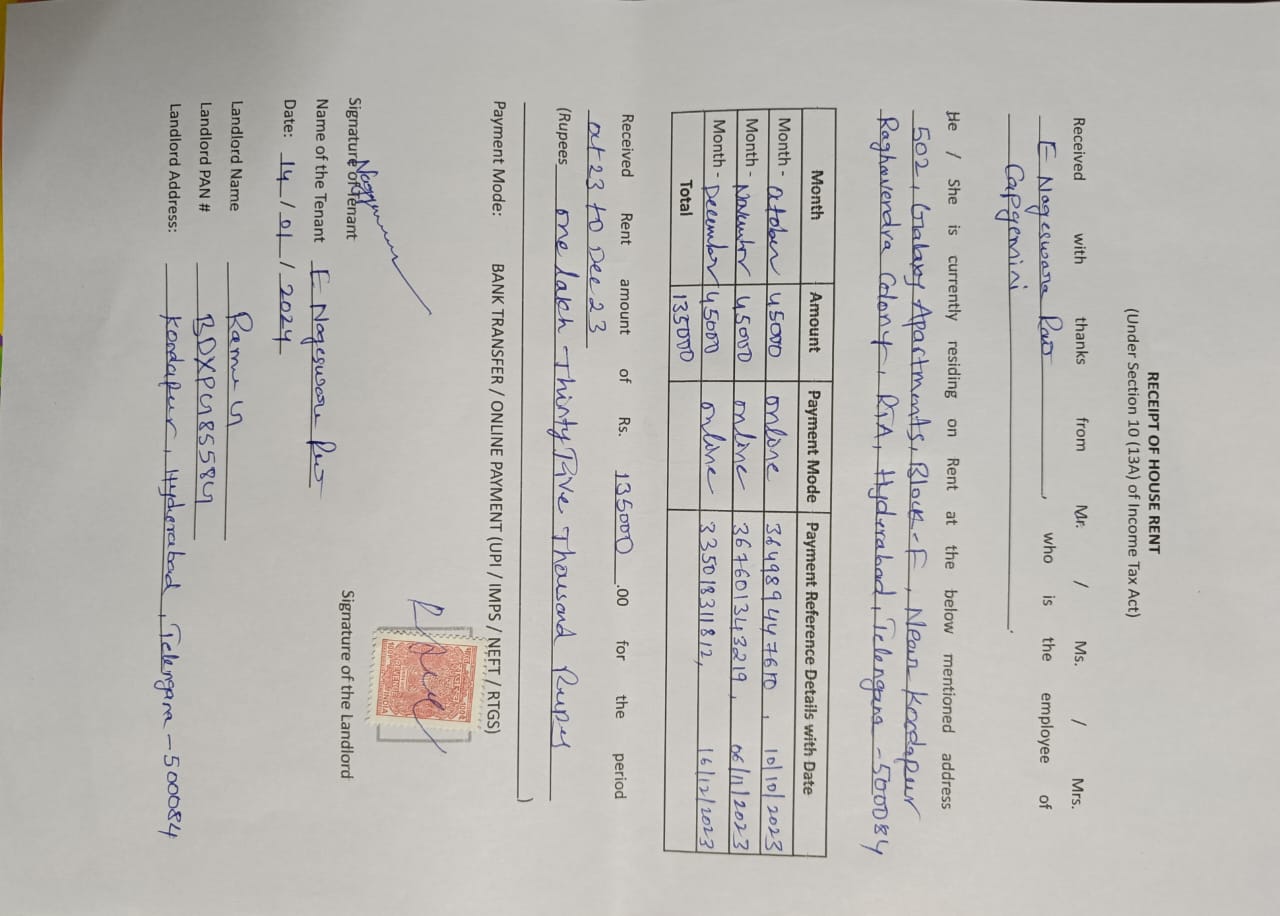 RECEIPT OF HOUSE RENT
(Under Section 10 (13A) of Income Tax Act)
Received with thanks from Mr. / Ms. / Mrs.
E Nageswara Rao, who is the employee of
Capgemini.
He / She is currently residing on Rent at the below mentioned address
502, Galaxy Apartments, Block-F, Near Kocdapur
Raghavendra Colony, RTA, Hyderabad, Telengana -500084
Month Amount Payment Mode Payment Reference Details with Date
Month - October 45000 online 364989447610, 10/10/2023
Month - November 45000 online 367601343219, 06/11/2023
Month - December 45000 online 335018311812, 16/12/2023
Total 135000
Received Rent amount of Rs. 135000 .00 for the period
oct 23 to Dec 23
(Rupees one lakh Thirty Five Thousand Rupes
)
Payment Mode: BANK TRANSFER / ONLINE PAYMENT (UPI / IMPS / NEFT / RTGS)
REVENUE
INDIA
Signature of Tenant
Signature of the Landlord
Name of the Tenant E Nageswara Rao
Date: 14 / 01 / 2024
Landlord Name Ramu G
Landlord PAN #
Landlord Address: Kondapur, Hyderabad, Telengana -500084